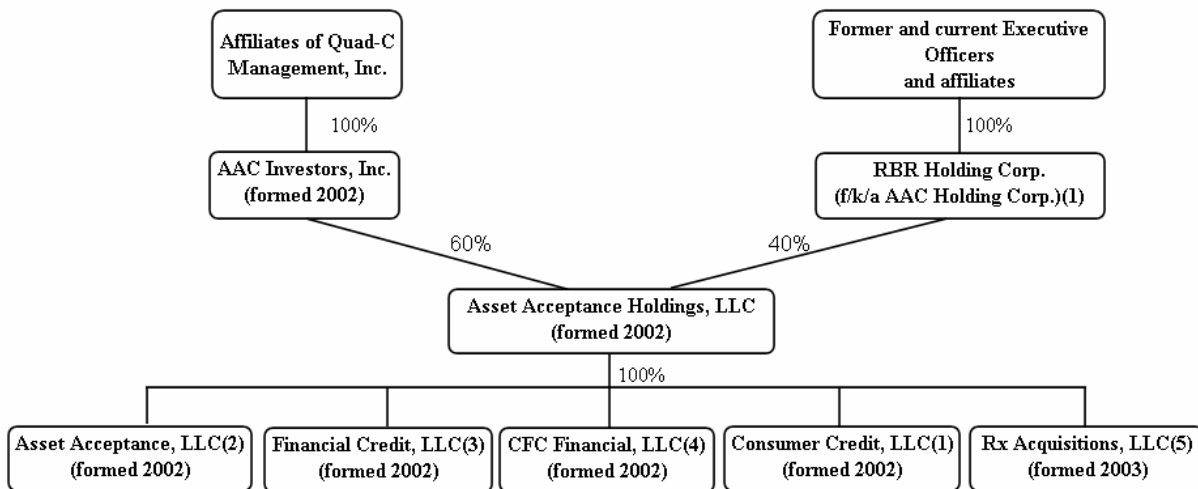 Affiliates of Quad-C
Management, Inc.
Former and current Executive
Officers
and affiliates
100%
100%
AAC Investors, Inc.
(formed 2002)
RBR Holding Corp.
(f/k/a AAC Holding Corp.)(1)
60%
40%
Asset Acceptance Holdings, LLC
(formed 2002)
100%
Asset Acceptance, LLC(2)
(formed 2002)
Financial Credit, LLC(3)
(formed 2002)
CFC Financial, LLC(4)
(formed 2002)
Consumer Credit, LLC(1)
(formed 2002)
Rx Acquisitions, LLC(5)
(formed 2003)